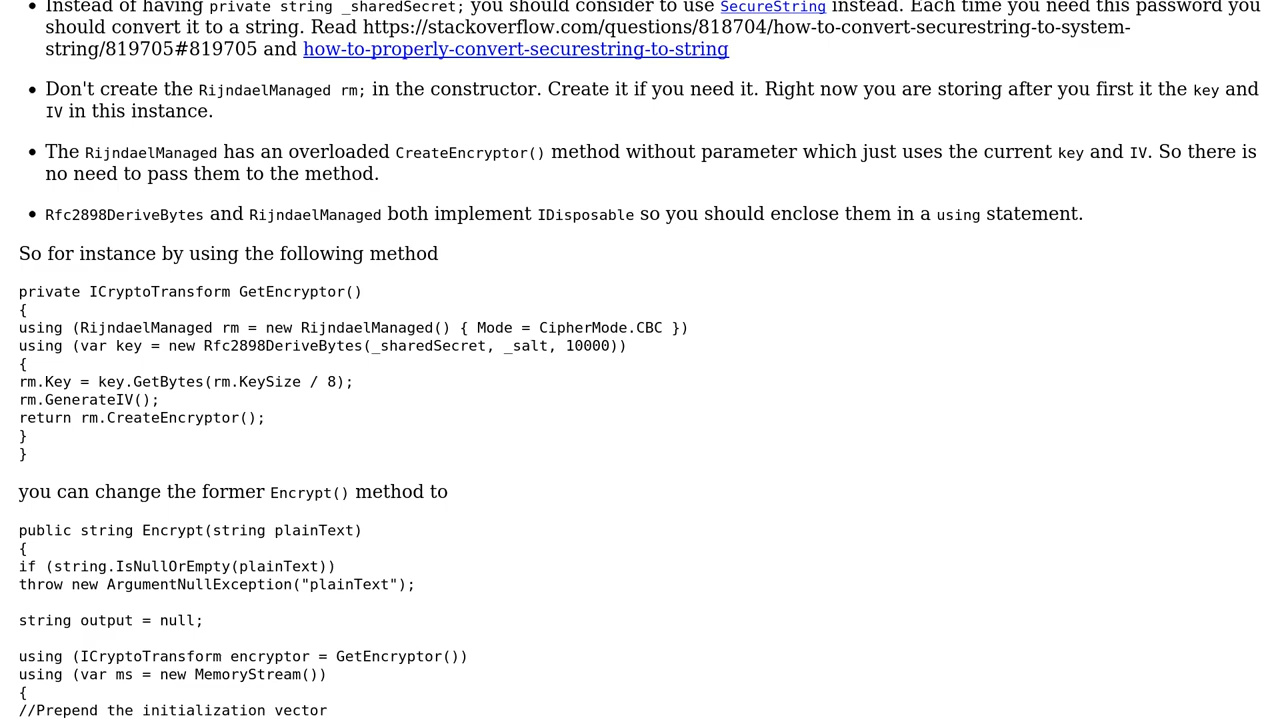 Instead of having private string _sharedSecret; you should consider to use SecureString instead. Each time you need this password you
should convert it to a string. Read https://stackoverflow.com/questions/818704/how-to-convert-securestring-to-system-
string/819705#819705 and how-to-properly-convert-securestring-to-string
Don't create the RijndaelManaged rm; in the constructor. Create it if you need it. Right now you are storing after you first it the key and
IV in this instance.
The RijndaelManaged has an overloaded CreateEncryptor() method without parameter which just uses the current key and IV. So there is
no need to pass them to the method.
Rfc2898DeriveBytes and RijndaelManaged both implement IDisposable so you should enclose them in a using statement.
So for instance by using the following method
private ICryptoTransform GetEncryptor()
{
using (RijndaelManaged rm = new RijndaelManaged() { Mode = CipherMode.CBC })
using (var key = new Rfc2898DeriveBytes(_sharedSecret, _salt, 10000))
{
rm.Key = key.GetBytes(rm.KeySize / 8);
rm.GenerateIV();
return rm.CreateEncryptor();
}
}
you can change the former Encrypt() method to
public string Encrypt(string plainText)
{
if (string.IsNullOrEmpty(plainText))
throw new ArgumentNullException("plainText");
string output = null;
using (ICryptoTransform encryptor = GetEncryptor())
using (var ms = new MemoryStream())
{
//Prepend the initialization vector